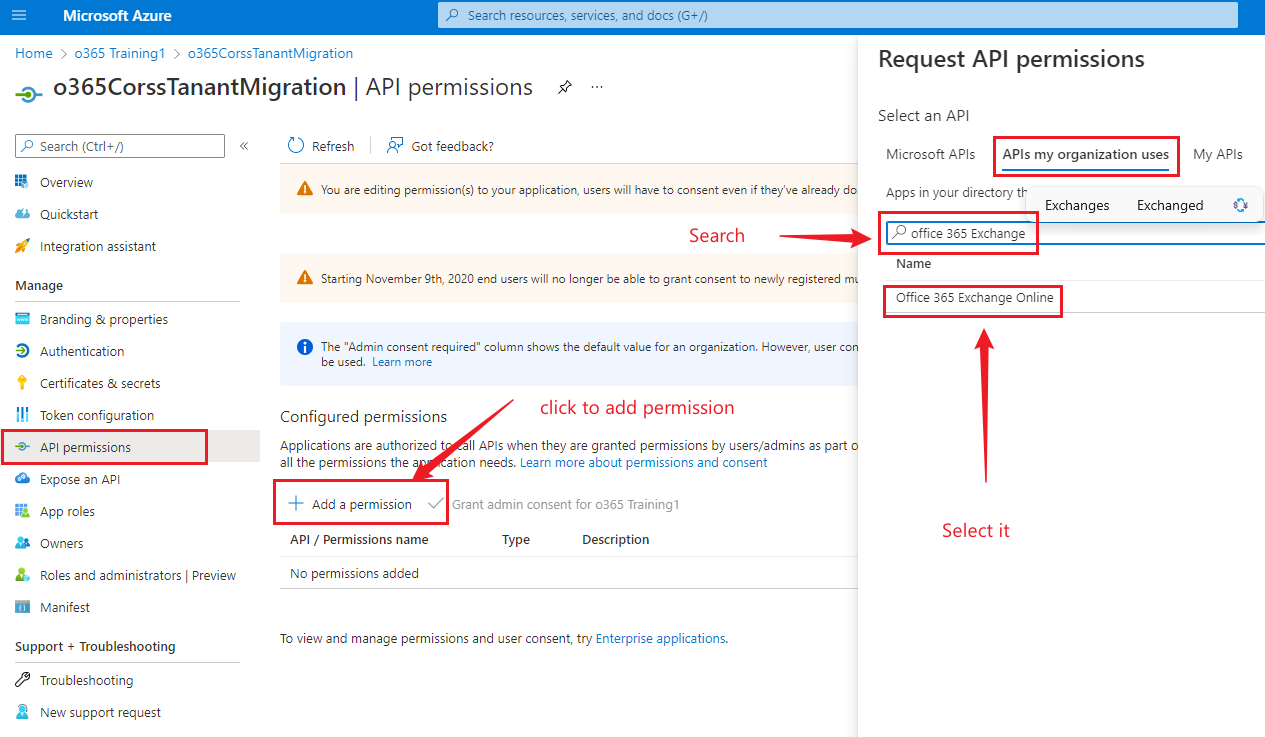 Microsoft Azure
Search resources, services, and docs (G+/)
Home > o365 Training1 > o365CorssTanantMigration
o365CorssTanantMigration | API permissions ...
Search (Ctrl+/) «
Overview
Quickstart
Integration assistant
Manage
Branding & properties
Authentication
Certificates & secrets
Token configuration
API permissions
Expose an API
App roles
Owners
Roles and administrators | Preview
Manifest
Support + Troubleshooting
Troubleshooting
New support request
Refresh | Got feedback?
You are editing permission(s) to your application, users will have to consent even if they've already do
Starting November 9th, 2020 end users will no longer be able to grant consent to newly registered mu
The "Admin consent required" column shows the default value for an organization. However, user con
be used. Learn more
Configured permissions
click to add permission
Applications are authorized to call APIs when they are granted permissions by users/admins as part o
all the permissions the application needs. Learn more about permissions and consent
+ Add a permission ✓ Grant admin consent for o365 Training1
API / Permissions name Type Description
No permissions added
To view and manage permissions and user consent, try Enterprise applications.
Request API permissions
Select an API
Microsoft APIs APIs my organization uses My APIs
Apps in your directory th
Exchanges Exchanged
Search
office 365 Exchange
Name
Office 365 Exchange Online
Select it